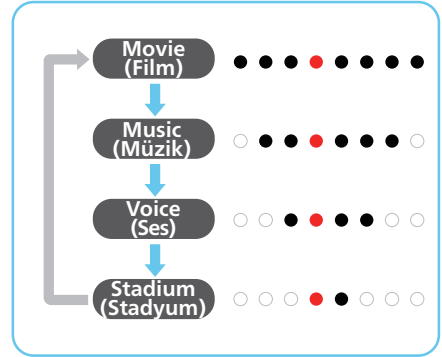 Movie
(Film)
Music
(Müzik)
Voice
(Ses)
Stadium
(Stadyum)